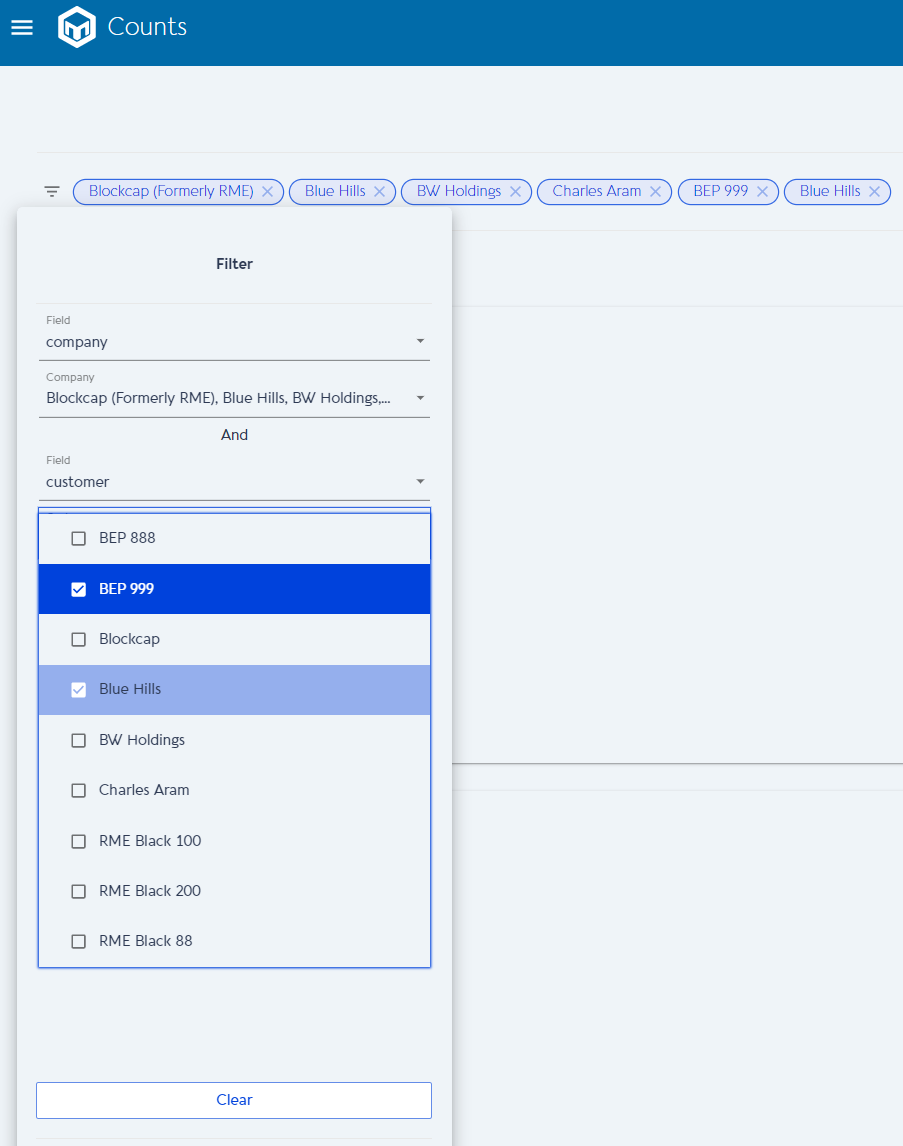 Counts
Blockcap (Formerly RME) Blue Hills BW Holdings Charles Aram BEP 999 Blue Hills
Filter
Field
company
Company
Blockcap (Formerly RME), Blue Hills, BW Holdings,...
And
Field
customer
BEP 888
BEP 999
Blockcap
Blue Hills
BW Holdings
Charles Aram
RME Black 100
RME Black 200
RME Black 88
Clear